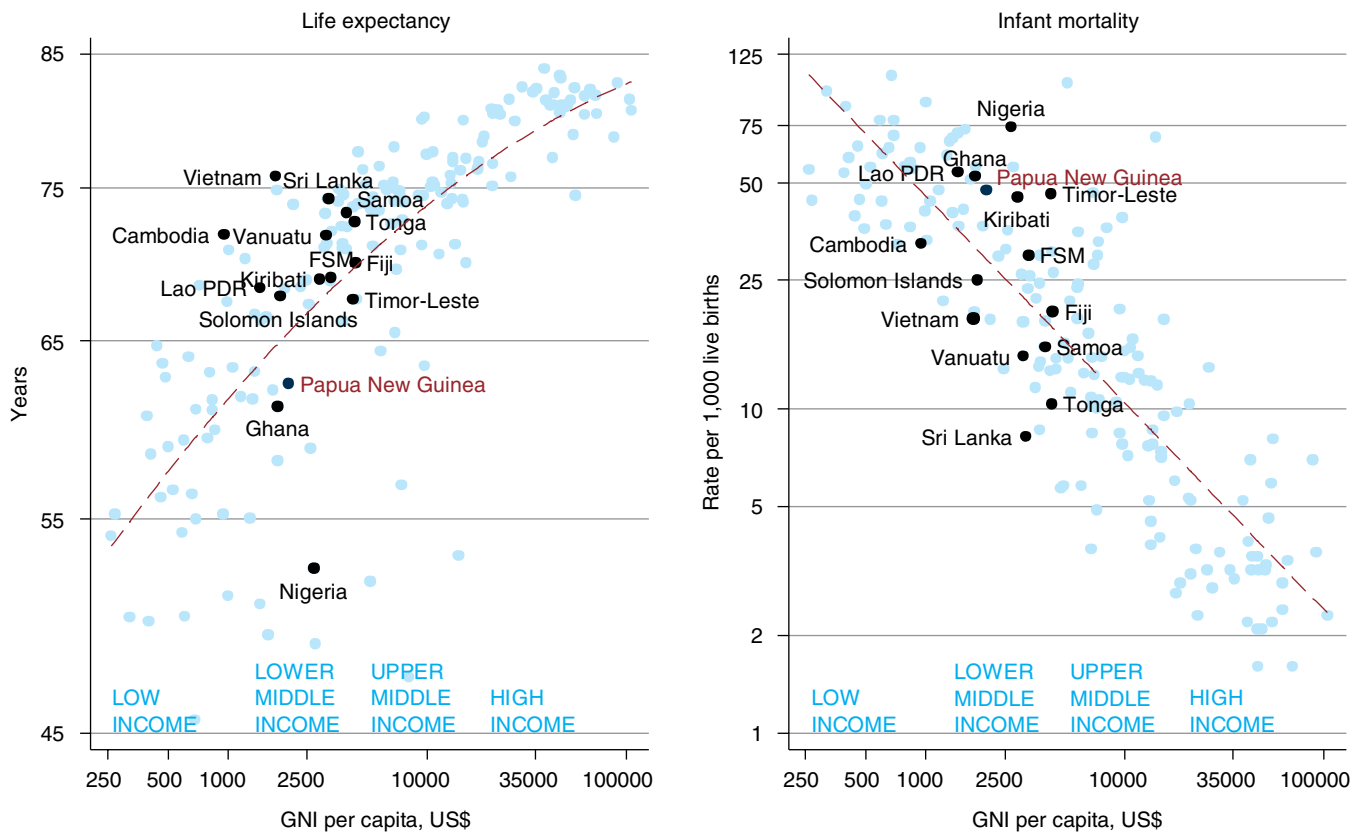 Life expectancy
85
75
65
55
45
Years
Vietnam
Sri Lanka
Samoa
Tonga
Cambodia
Vanuatu
FSM
Fiji
Kiribati
Lao PDR
Timor-Leste
Solomon Islands
Papua New Guinea
Ghana
Nigeria
LOW
INCOME
LOWER
MIDDLE
INCOME
UPPER
MIDDLE
INCOME
HIGH
INCOME
250
500
1000
2500
10000
35000
100000
GNI per capita, US$
Infant mortality
125
75
50
25
10
5
2
1
Rate per 1,000 live births
Nigeria
Ghana
Lao PDR
Papua New Guinea
Timor-Leste
Kiribati
Cambodia
FSM
Solomon Islands
Vietnam
Fiji
Vanuatu
Samoa
Tonga
Sri Lanka
LOW
INCOME
LOWER
MIDDLE
INCOME
UPPER
MIDDLE
INCOME
HIGH
INCOME
250
500
1000
2500
10000
35000
100000
GNI per capita, US$